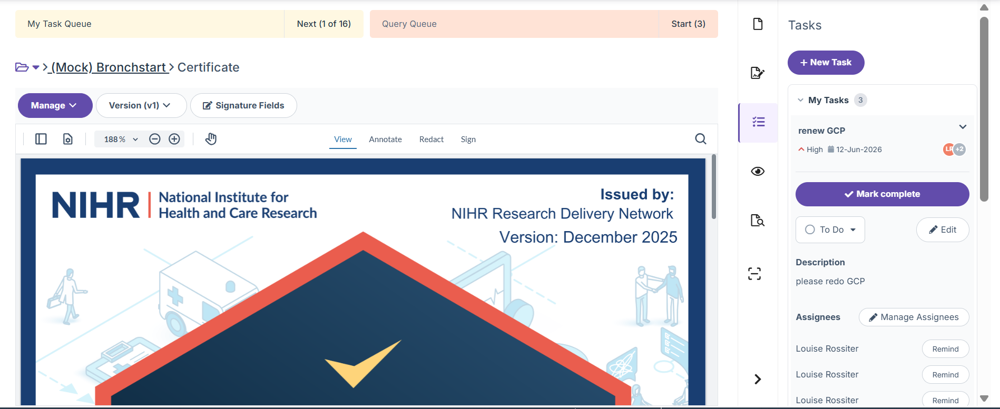 My Task Queue
Next (1 of 16)
Query Queue
Start (3)
(Mock) Bronchstart
Certificate
Manage
Version (v1)
Signature Fields
188%
View
Annotate
Redact
Sign
NIHR
National Institute for
Health and Care Research
Issued by:
NIHR Research Delivery Network
Version: December 2025
Tasks
+ New Task
My Tasks 3
renew GCP
High 12-Jun-2026
LR +2
Mark complete
To Do
Edit
Description
please redo GCP
Assignees
Manage Assignees
Louise Rossiter
Remind
Louise Rossiter
Remind
Louise Rossiter
Remind